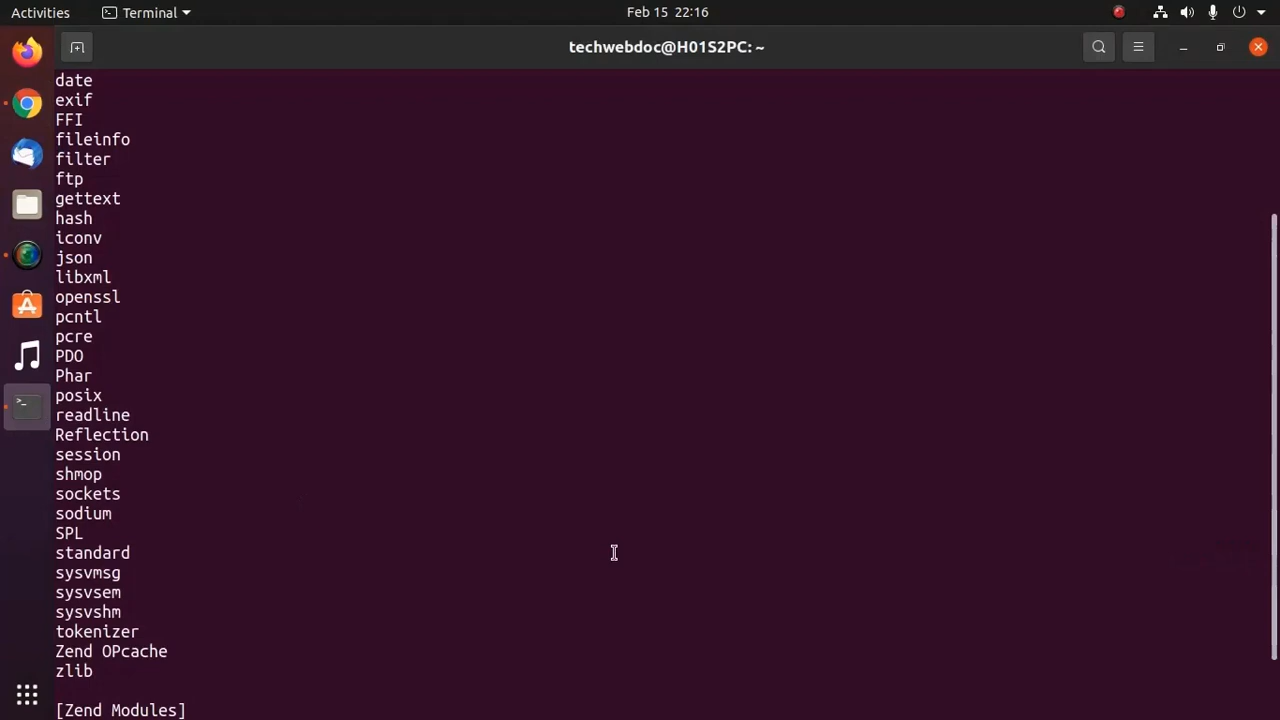 Activities
Terminal
Feb 15 22:16
techwebdoc@H01S2PC: ~
date
exif
FFI
fileinfo
filter
ftp
gettext
hash
iconv
json
libxml
openssl
pcntl
pcre
PDO
Phar
posix
readline
Reflection
session
shmop
sockets
sodium
SPL
standard
sysvmsg
sysvsem
sysvshm
tokenizer
Zend OPcache
zlib
[Zend Modules]